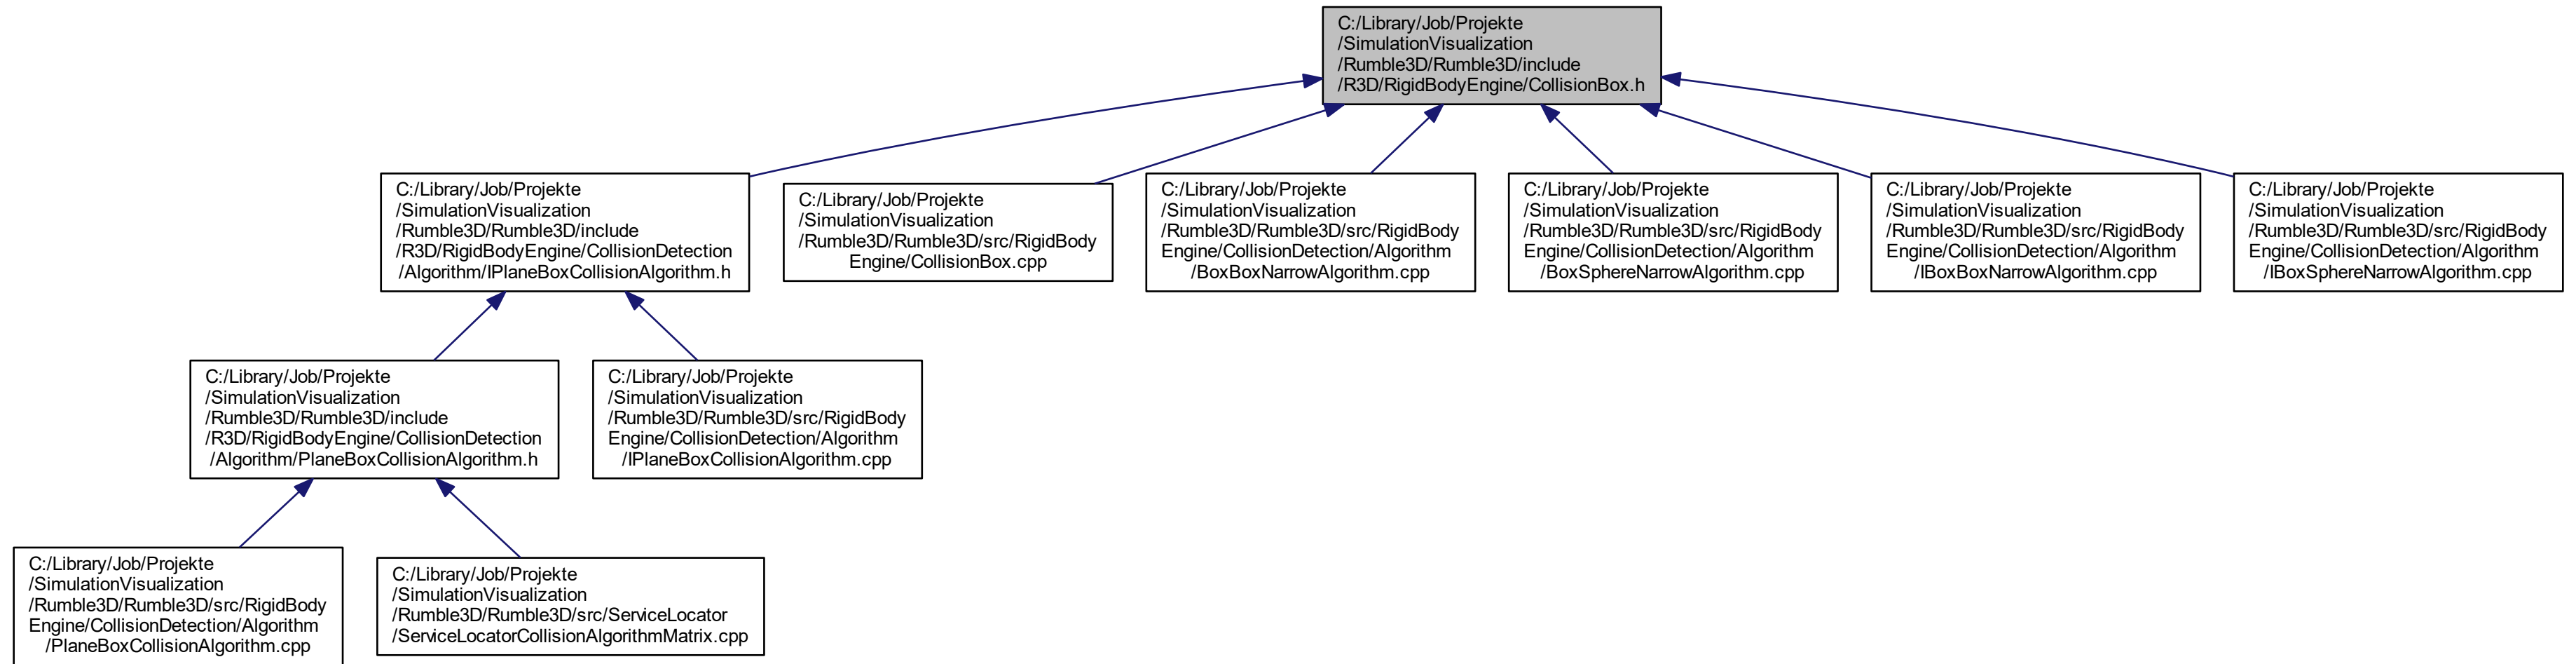 C:/Library/Job/Projekte
/SimulationVisualization
/Rumble3D/Rumble3D/include
/R3D/RigidBodyEngine/CollisionBox.h
C:/Library/Job/Projekte
/SimulationVisualization
/Rumble3D/Rumble3D/include
/R3D/RigidBodyEngine/CollisionDetection
/Algorithm/IPlaneBoxCollisionAlgorithm.h
C:/Library/Job/Projekte
/SimulationVisualization
/Rumble3D/Rumble3D/src/RigidBody
Engine/CollisionBox.cpp
C:/Library/Job/Projekte
/SimulationVisualization
/Rumble3D/Rumble3D/src/RigidBody
Engine/CollisionDetection/Algorithm
/BoxBoxNarrowAlgorithm.cpp
C:/Library/Job/Projekte
/SimulationVisualization
/Rumble3D/Rumble3D/src/RigidBody
Engine/CollisionDetection/Algorithm
/BoxSphereNarrowAlgorithm.cpp
C:/Library/Job/Projekte
/SimulationVisualization
/Rumble3D/Rumble3D/src/RigidBody
Engine/CollisionDetection/Algorithm
/IBoxBoxNarrowAlgorithm.cpp
C:/Library/Job/Projekte
/SimulationVisualization
/Rumble3D/Rumble3D/src/RigidBody
Engine/CollisionDetection/Algorithm
/IBoxSphereNarrowAlgorithm.cpp
C:/Library/Job/Projekte
/SimulationVisualization
/Rumble3D/Rumble3D/include
/R3D/RigidBodyEngine/CollisionDetection
/Algorithm/PlaneBoxCollisionAlgorithm.h
C:/Library/Job/Projekte
/SimulationVisualization
/Rumble3D/Rumble3D/src/RigidBody
Engine/CollisionDetection/Algorithm
/IPlaneBoxCollisionAlgorithm.cpp
C:/Library/Job/Projekte
/SimulationVisualization
/Rumble3D/Rumble3D/src/RigidBody
Engine/CollisionDetection/Algorithm
/PlaneBoxCollisionAlgorithm.cpp
C:/Library/Job/Projekte
/SimulationVisualization
/Rumble3D/Rumble3D/src/ServiceLocator
/ServiceLocatorCollisionAlgorithmMatrix.cpp